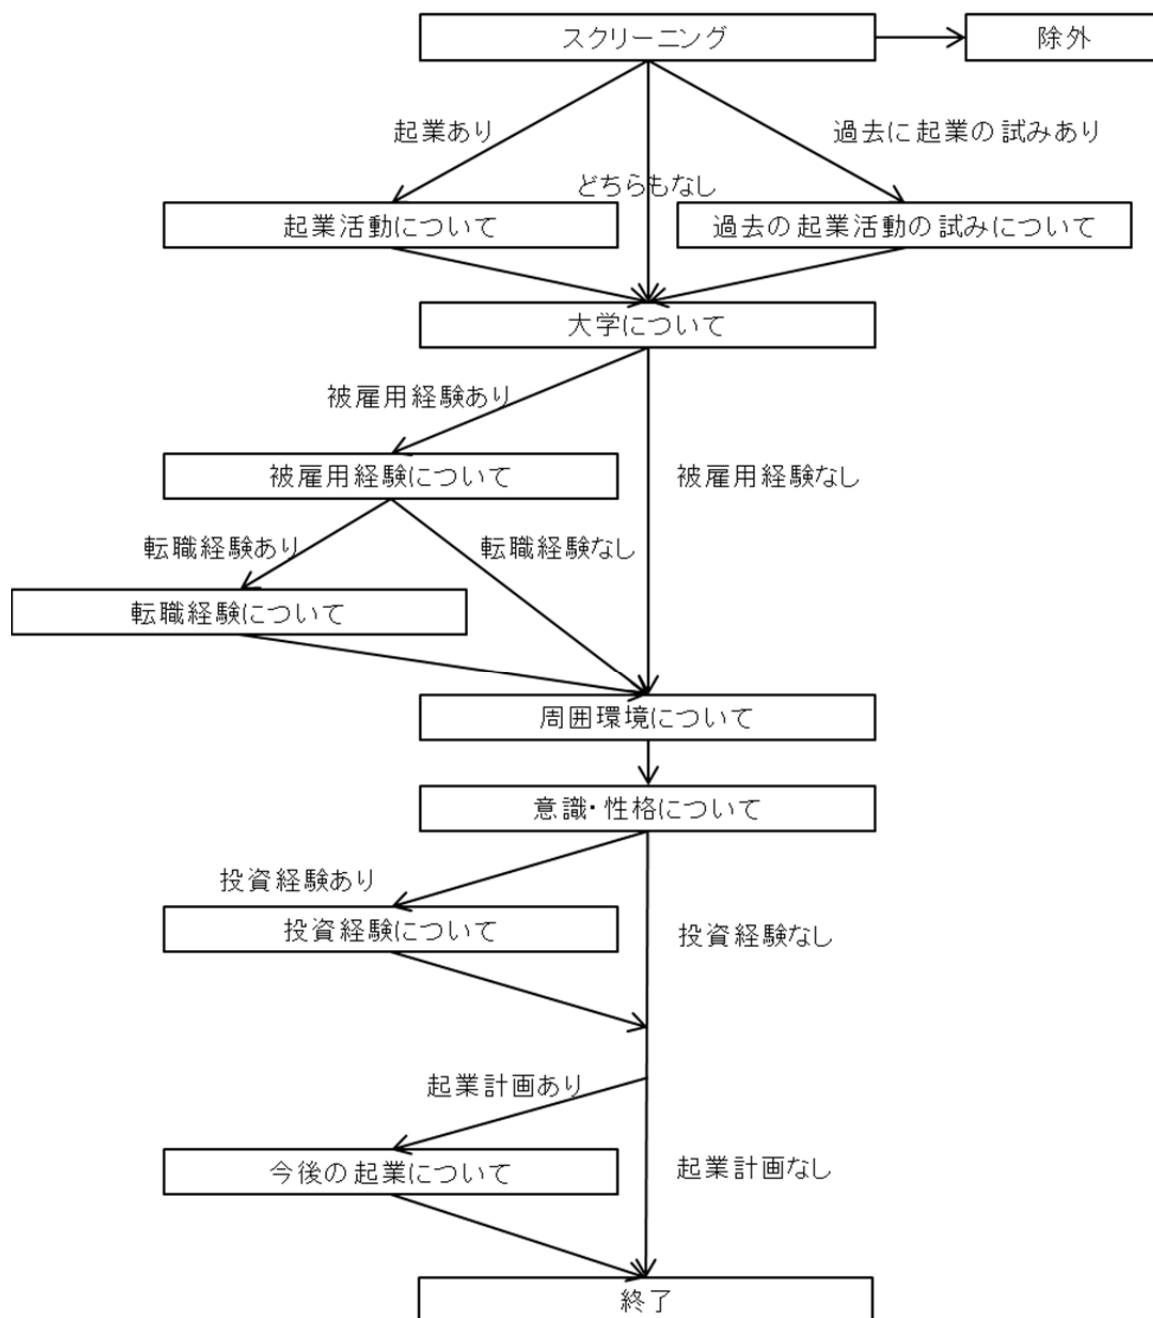 スクリーニング
除外
起業あり
過去に起業の試みあり
どちらもなし
起業活動について
過去の起業活動の試みについて
大学について
被雇用経験あり
被雇用経験について
被雇用経験なし
転職経験あり
転職経験なし
転職経験について
周囲環境について
意識・性格について
投資経験あり
投資経験について
投資経験なし
起業計画あり
今後の起業について
起業計画なし
終了